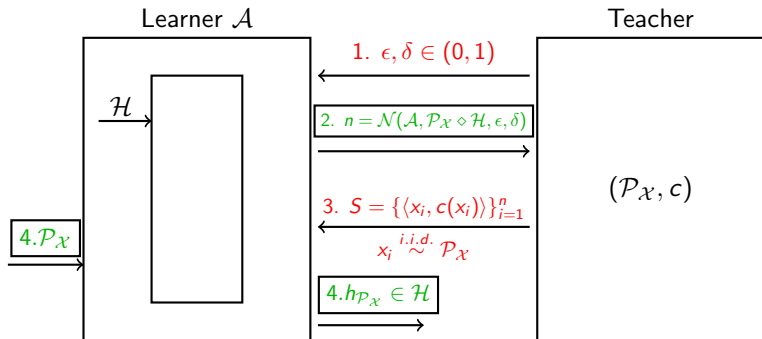 Learner 𝒜
Teacher
1. ϵ, δ ∈ (0, 1)
ℋ
2. n = 𝒩(𝒜, 𝒫_𝒳 ⋄ ℋ, ϵ, δ)
(𝒫_𝒳, c)
3. S = {⟨x_i, c(x_i)⟩}_{i=1}^n
4.𝒫_𝒳
x_i \overset{i.i.d.}{∼} 𝒫_𝒳
4.h_{𝒫_𝒳} ∈ ℋ